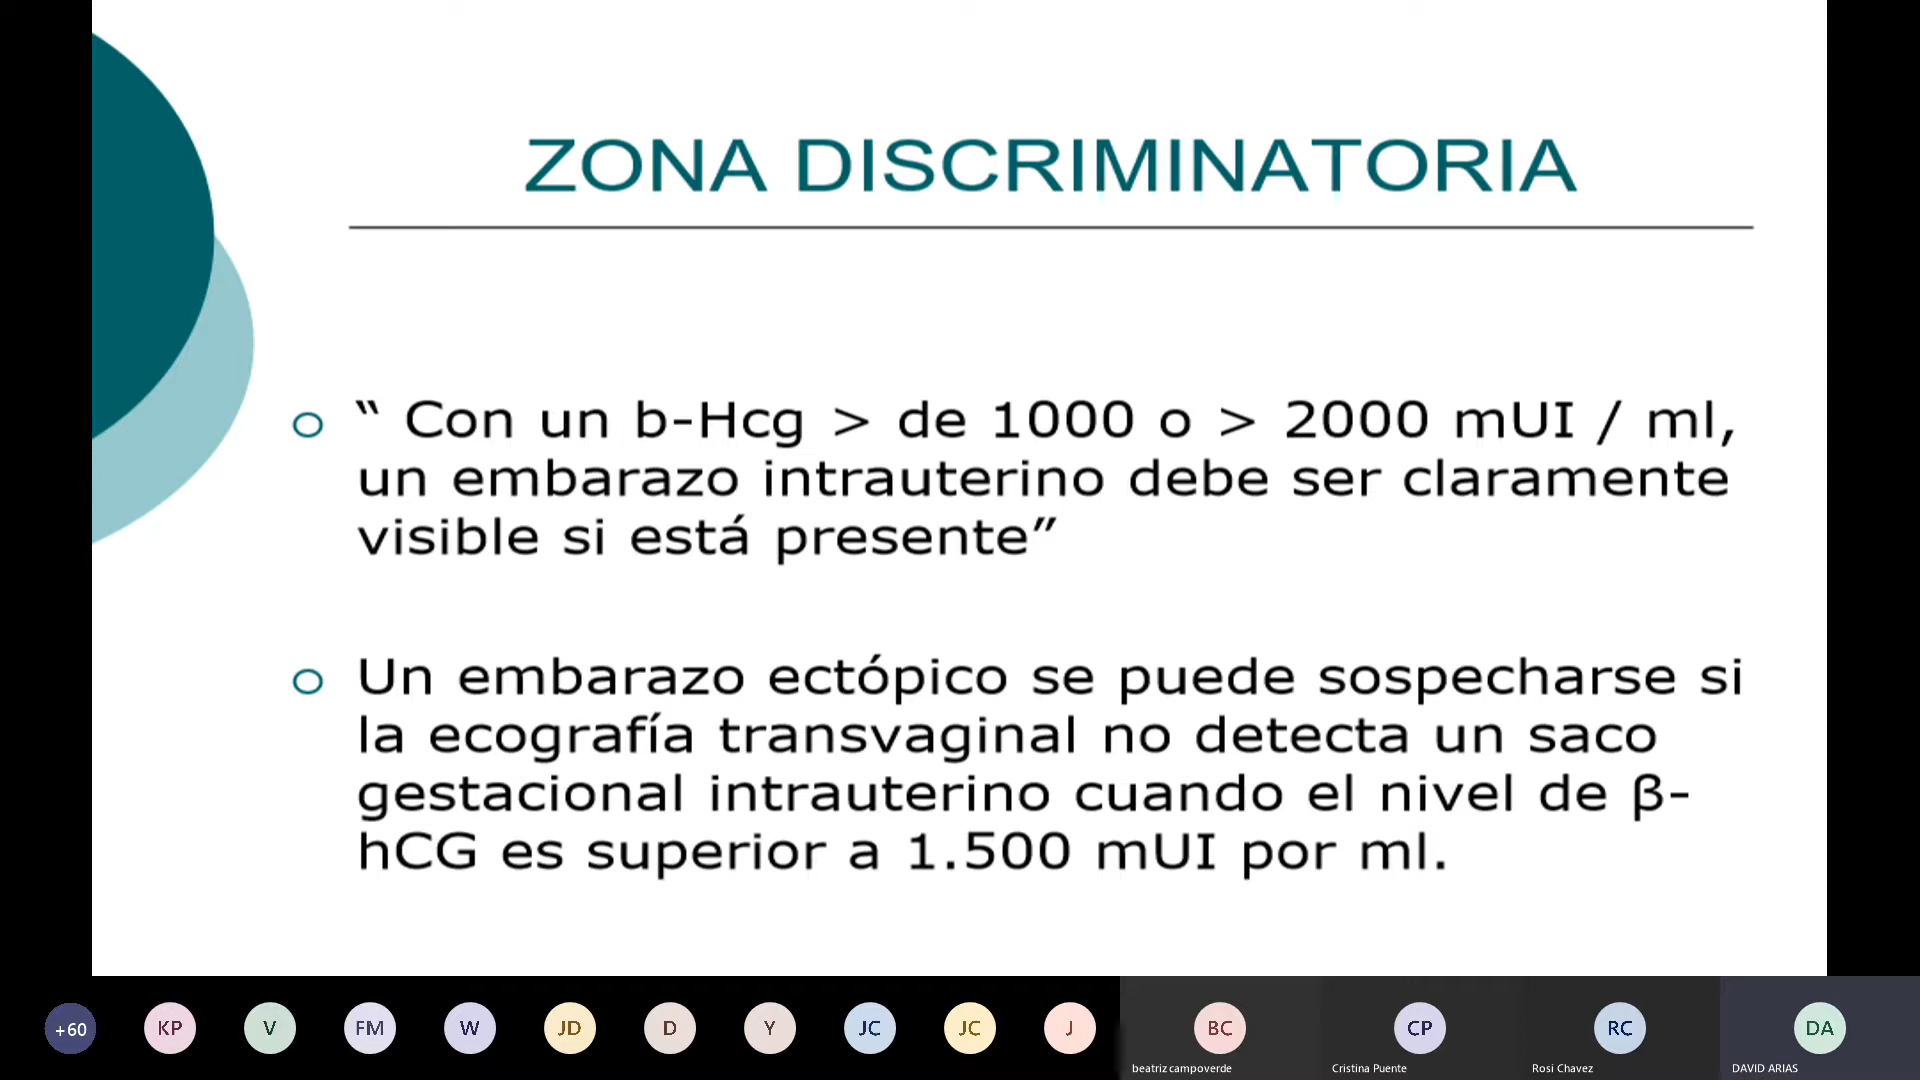 ZONA DISCRIMINATORIA
“ Con un b-Hcg > de 1000 o > 2000 mUI / ml,
un embarazo intrauterino debe ser claramente
visible si está presente”
Un embarazo ectópico se puede sospecharse si
la ecografía transvaginal no detecta un saco
gestacional intrauterino cuando el nivel de β-
hCG es superior a 1.500 mUI por ml.
+60 KP V FM W JD D Y JC JC J BC CP RC DA
beatriz campoverde Cristina Puente Rosi Chavez DAVID ARIAS